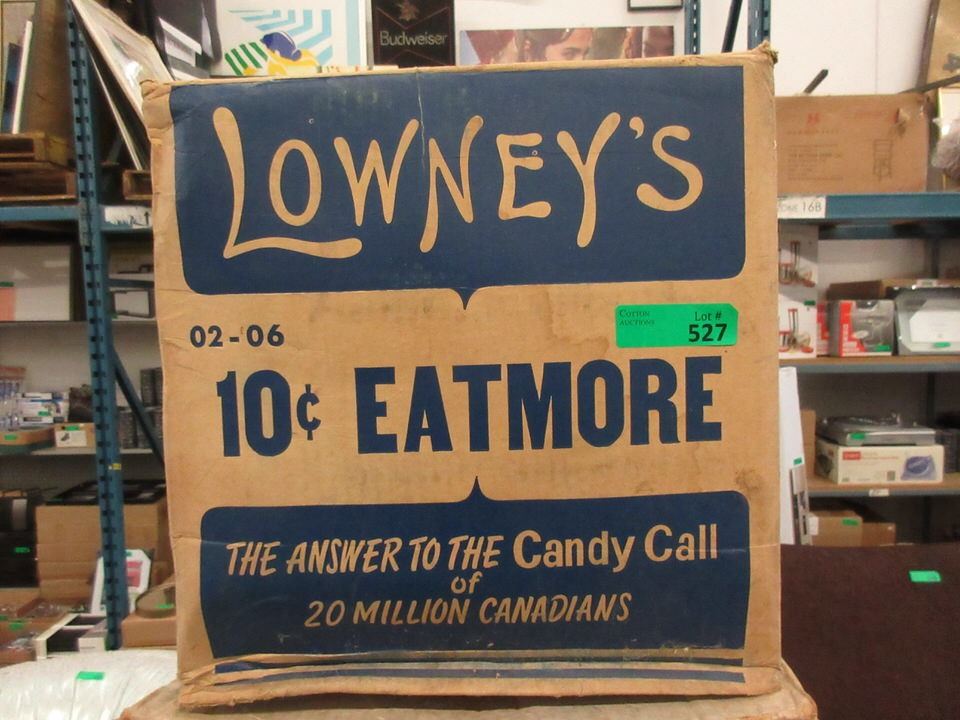 Budweiser
LOWNEY'S
ZONE 16B
COTTON AUCTIONS
Lot #
527
02-06
10¢ EATMORE
THE ANSWER TO THE Candy Call
of
20 MILLION CANADIANS